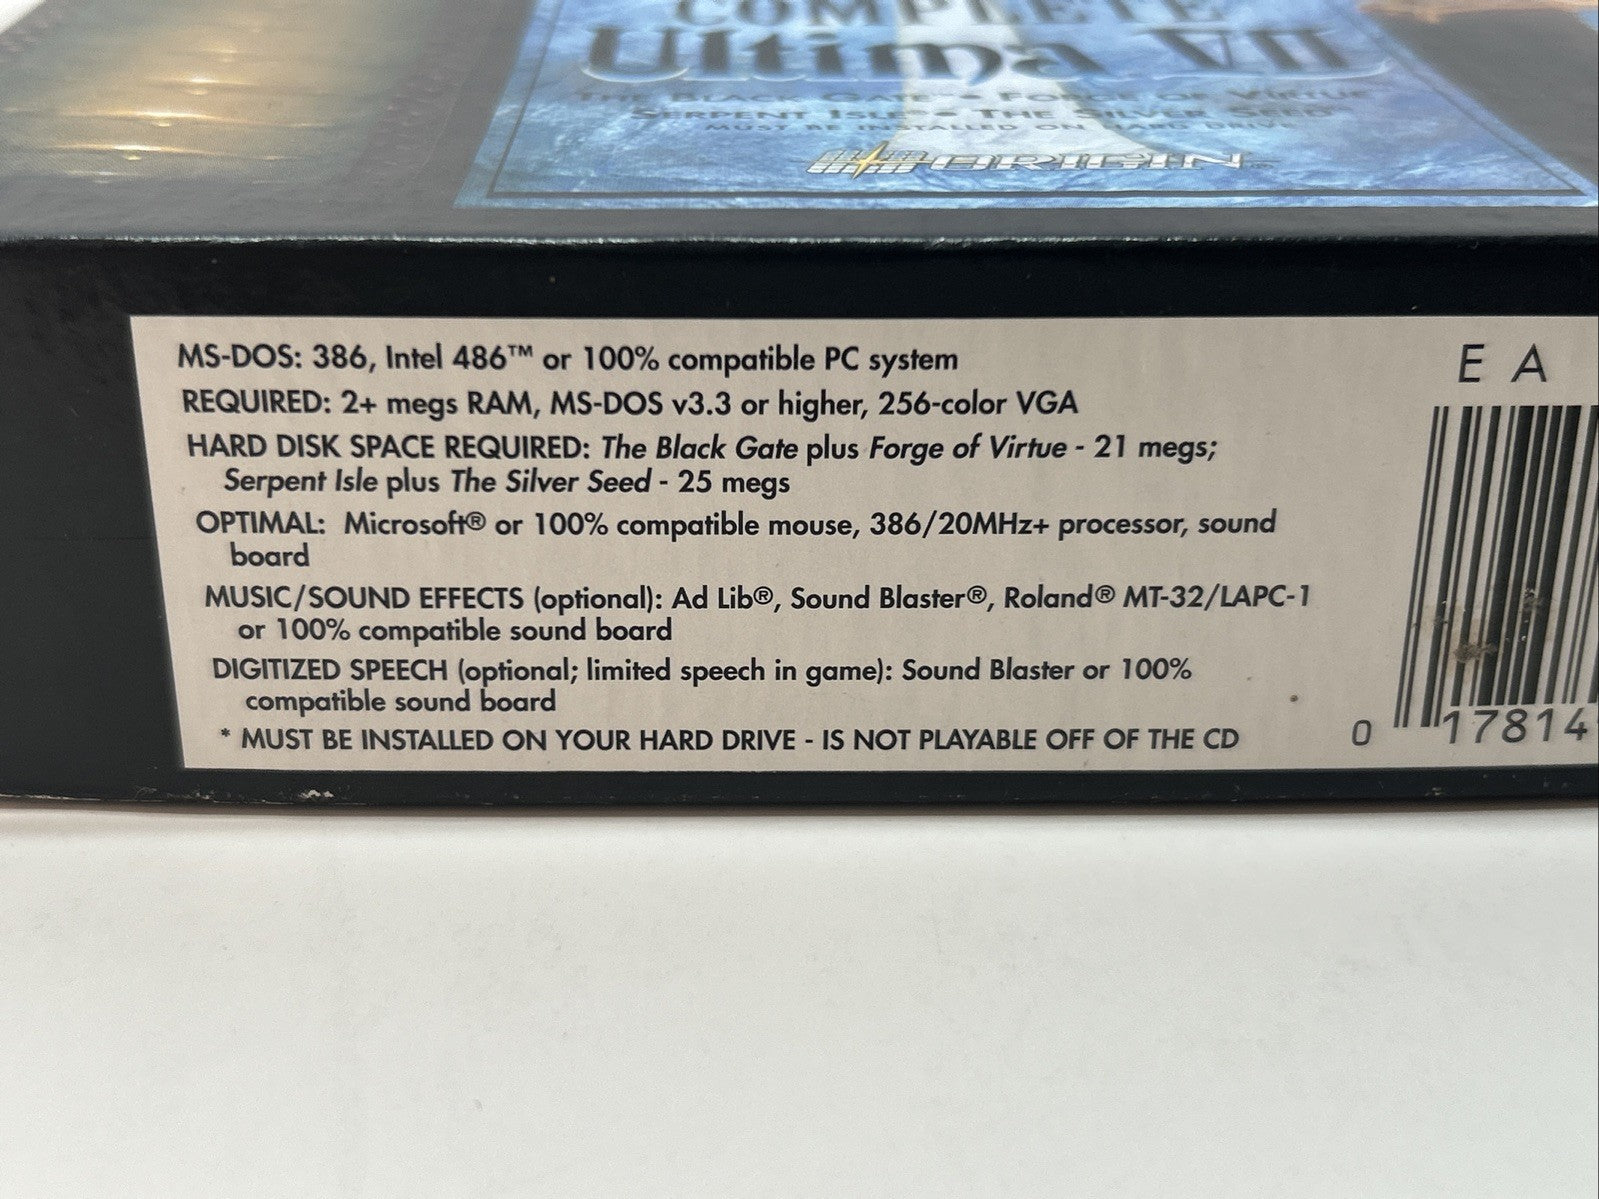 COMPLETE
Ultima VII
THE BLACK GATE™ • FORGE OF VIRTUE™
SERPENT ISLE® • THE SILVER SEED™
MUST BE INSTALLED ON HARD DRIVE
ORIGIN
MS-DOS: 386, Intel 486™ or 100% compatible PC system
REQUIRED: 2+ megs RAM, MS-DOS v3.3 or higher, 256-color VGA
HARD DISK SPACE REQUIRED: The Black Gate plus Forge of Virtue - 21 megs;
Serpent Isle plus The Silver Seed - 25 megs
OPTIMAL: Microsoft® or 100% compatible mouse, 386/20MHz+ processor, sound
board
MUSIC/SOUND EFFECTS (optional): Ad Lib®, Sound Blaster®, Roland® MT-32/LAPC-1
or 100% compatible sound board
DIGITIZED SPEECH (optional; limited speech in game): Sound Blaster or 100%
compatible sound board
* MUST BE INSTALLED ON YOUR HARD DRIVE - IS NOT PLAYABLE OFF OF THE CD
E A
0 17814